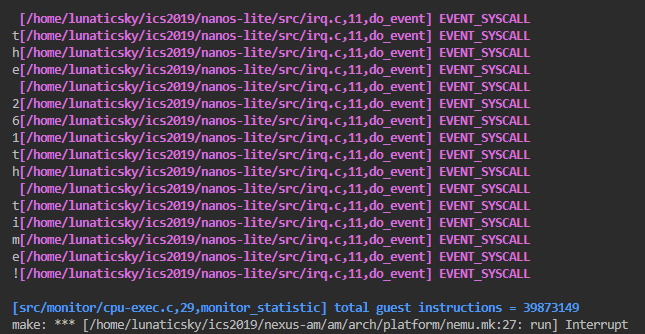 [/home/lunaticsky/ics2019/nanos-lite/src/irq.c,11,do_event] EVENT_SYSCALL
t[/home/lunaticsky/ics2019/nanos-lite/src/irq.c,11,do_event] EVENT_SYSCALL
h[/home/lunaticsky/ics2019/nanos-lite/src/irq.c,11,do_event] EVENT_SYSCALL
e[/home/lunaticsky/ics2019/nanos-lite/src/irq.c,11,do_event] EVENT_SYSCALL
 [/home/lunaticsky/ics2019/nanos-lite/src/irq.c,11,do_event] EVENT_SYSCALL
2[/home/lunaticsky/ics2019/nanos-lite/src/irq.c,11,do_event] EVENT_SYSCALL
6[/home/lunaticsky/ics2019/nanos-lite/src/irq.c,11,do_event] EVENT_SYSCALL
1[/home/lunaticsky/ics2019/nanos-lite/src/irq.c,11,do_event] EVENT_SYSCALL
t[/home/lunaticsky/ics2019/nanos-lite/src/irq.c,11,do_event] EVENT_SYSCALL
h[/home/lunaticsky/ics2019/nanos-lite/src/irq.c,11,do_event] EVENT_SYSCALL
 [/home/lunaticsky/ics2019/nanos-lite/src/irq.c,11,do_event] EVENT_SYSCALL
t[/home/lunaticsky/ics2019/nanos-lite/src/irq.c,11,do_event] EVENT_SYSCALL
i[/home/lunaticsky/ics2019/nanos-lite/src/irq.c,11,do_event] EVENT_SYSCALL
m[/home/lunaticsky/ics2019/nanos-lite/src/irq.c,11,do_event] EVENT_SYSCALL
e[/home/lunaticsky/ics2019/nanos-lite/src/irq.c,11,do_event] EVENT_SYSCALL
![/home/lunaticsky/ics2019/nanos-lite/src/irq.c,11,do_event] EVENT_SYSCALL
[src/monitor/cpu-exec.c,29,monitor_statistic] total guest instructions = 39873149
make: *** [/home/lunaticsky/ics2019/nexus-am/am/arch/platform/nemu.mk:27: run] Interrupt